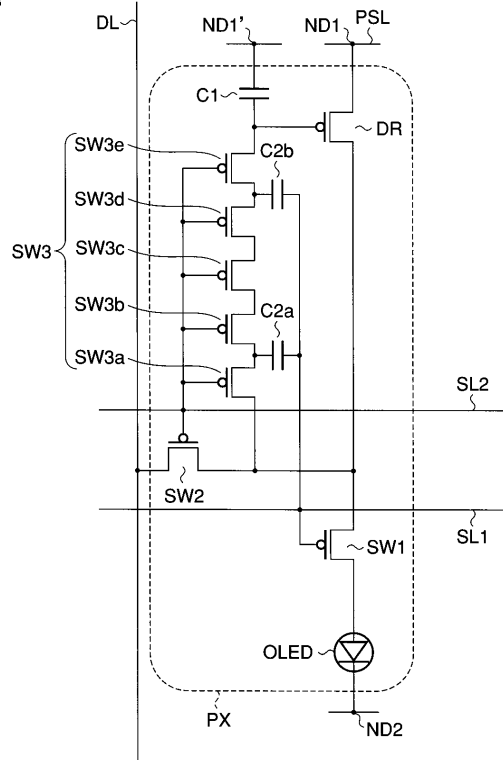 DL
ND1'
ND1
PSL
C1
DR
SW3e
C2b
SW3d
SW3
SW3c
SW3b
C2a
SW3a
SL2
SW2
SL1
SW1
OLED
PX
ND2